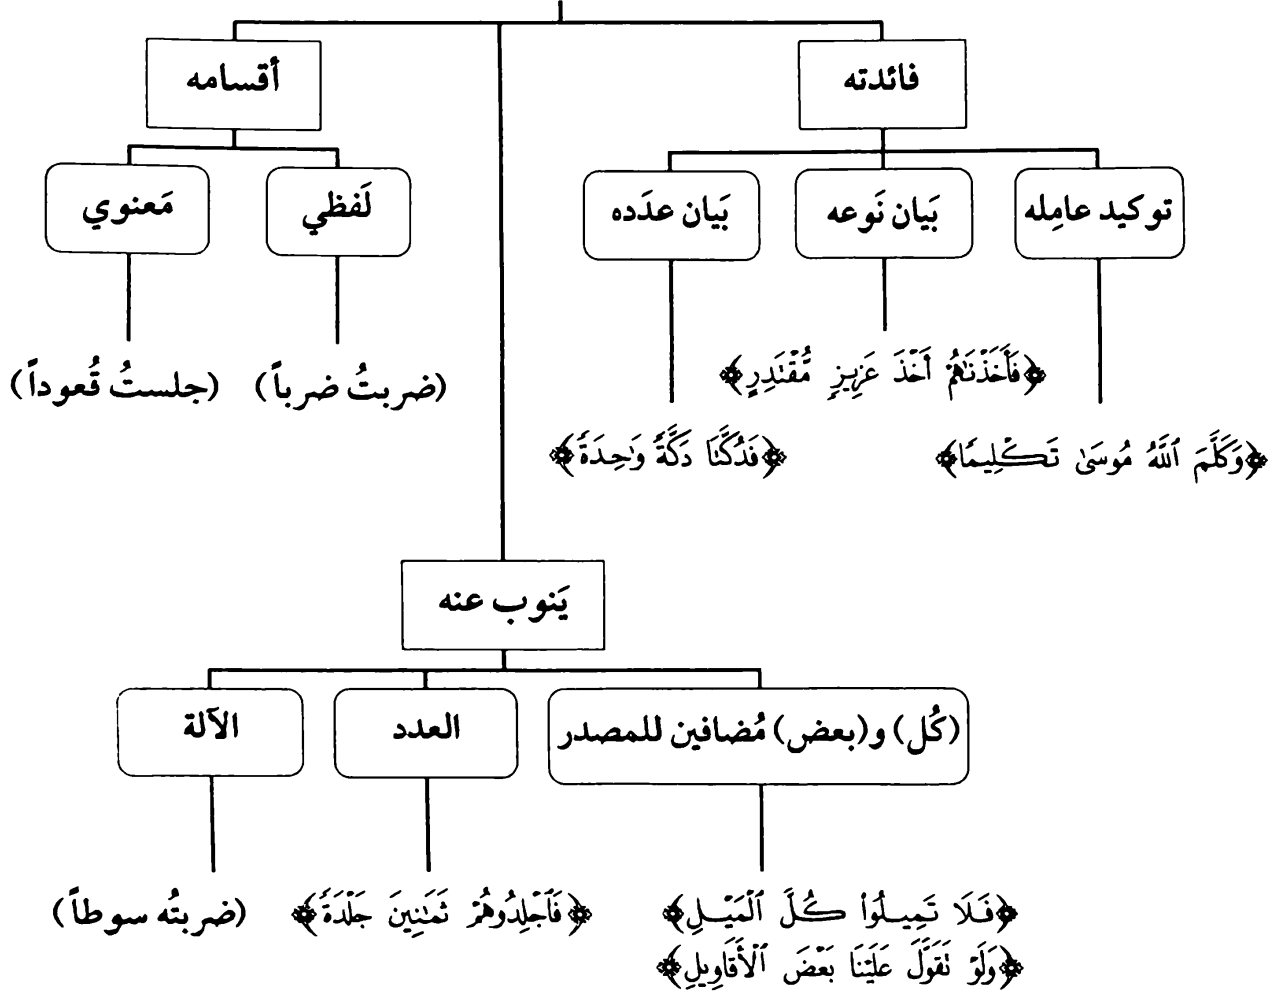 فائدته
أقسامه
توكيد عامِله
بَيان نَوعه
بَيان عدَده
لَفظي
مَعنوي
﴿فَأَخَذْنَاهُمْ أَخْذَ عَزِيزٍ مُّقْتَدِرٍ﴾
(ضربتُ ضرباً)
(جلستُ قُعوداً)
﴿وَكَلَّمَ ٱللَّهُ مُوسَىٰ تَكْلِيمًا﴾
﴿فَدُكَّتَا دَكَّةً وَٰحِدَةً﴾
يَنوب عنه
(كُل) و(بعض) مُضافين للمصدر
العدد
الآلة
﴿فَلَا تَمِيلُوا۟ كُلَّ ٱلْمَيْلِ﴾
﴿فَٱجْلِدُوهُمْ ثَمَٰنِينَ جَلْدَةً﴾
(ضربتُه سوطاً)
﴿وَلَوْ تَقَوَّلَ عَلَيْنَا بَعْضَ ٱلْأَقَاوِيلِ﴾